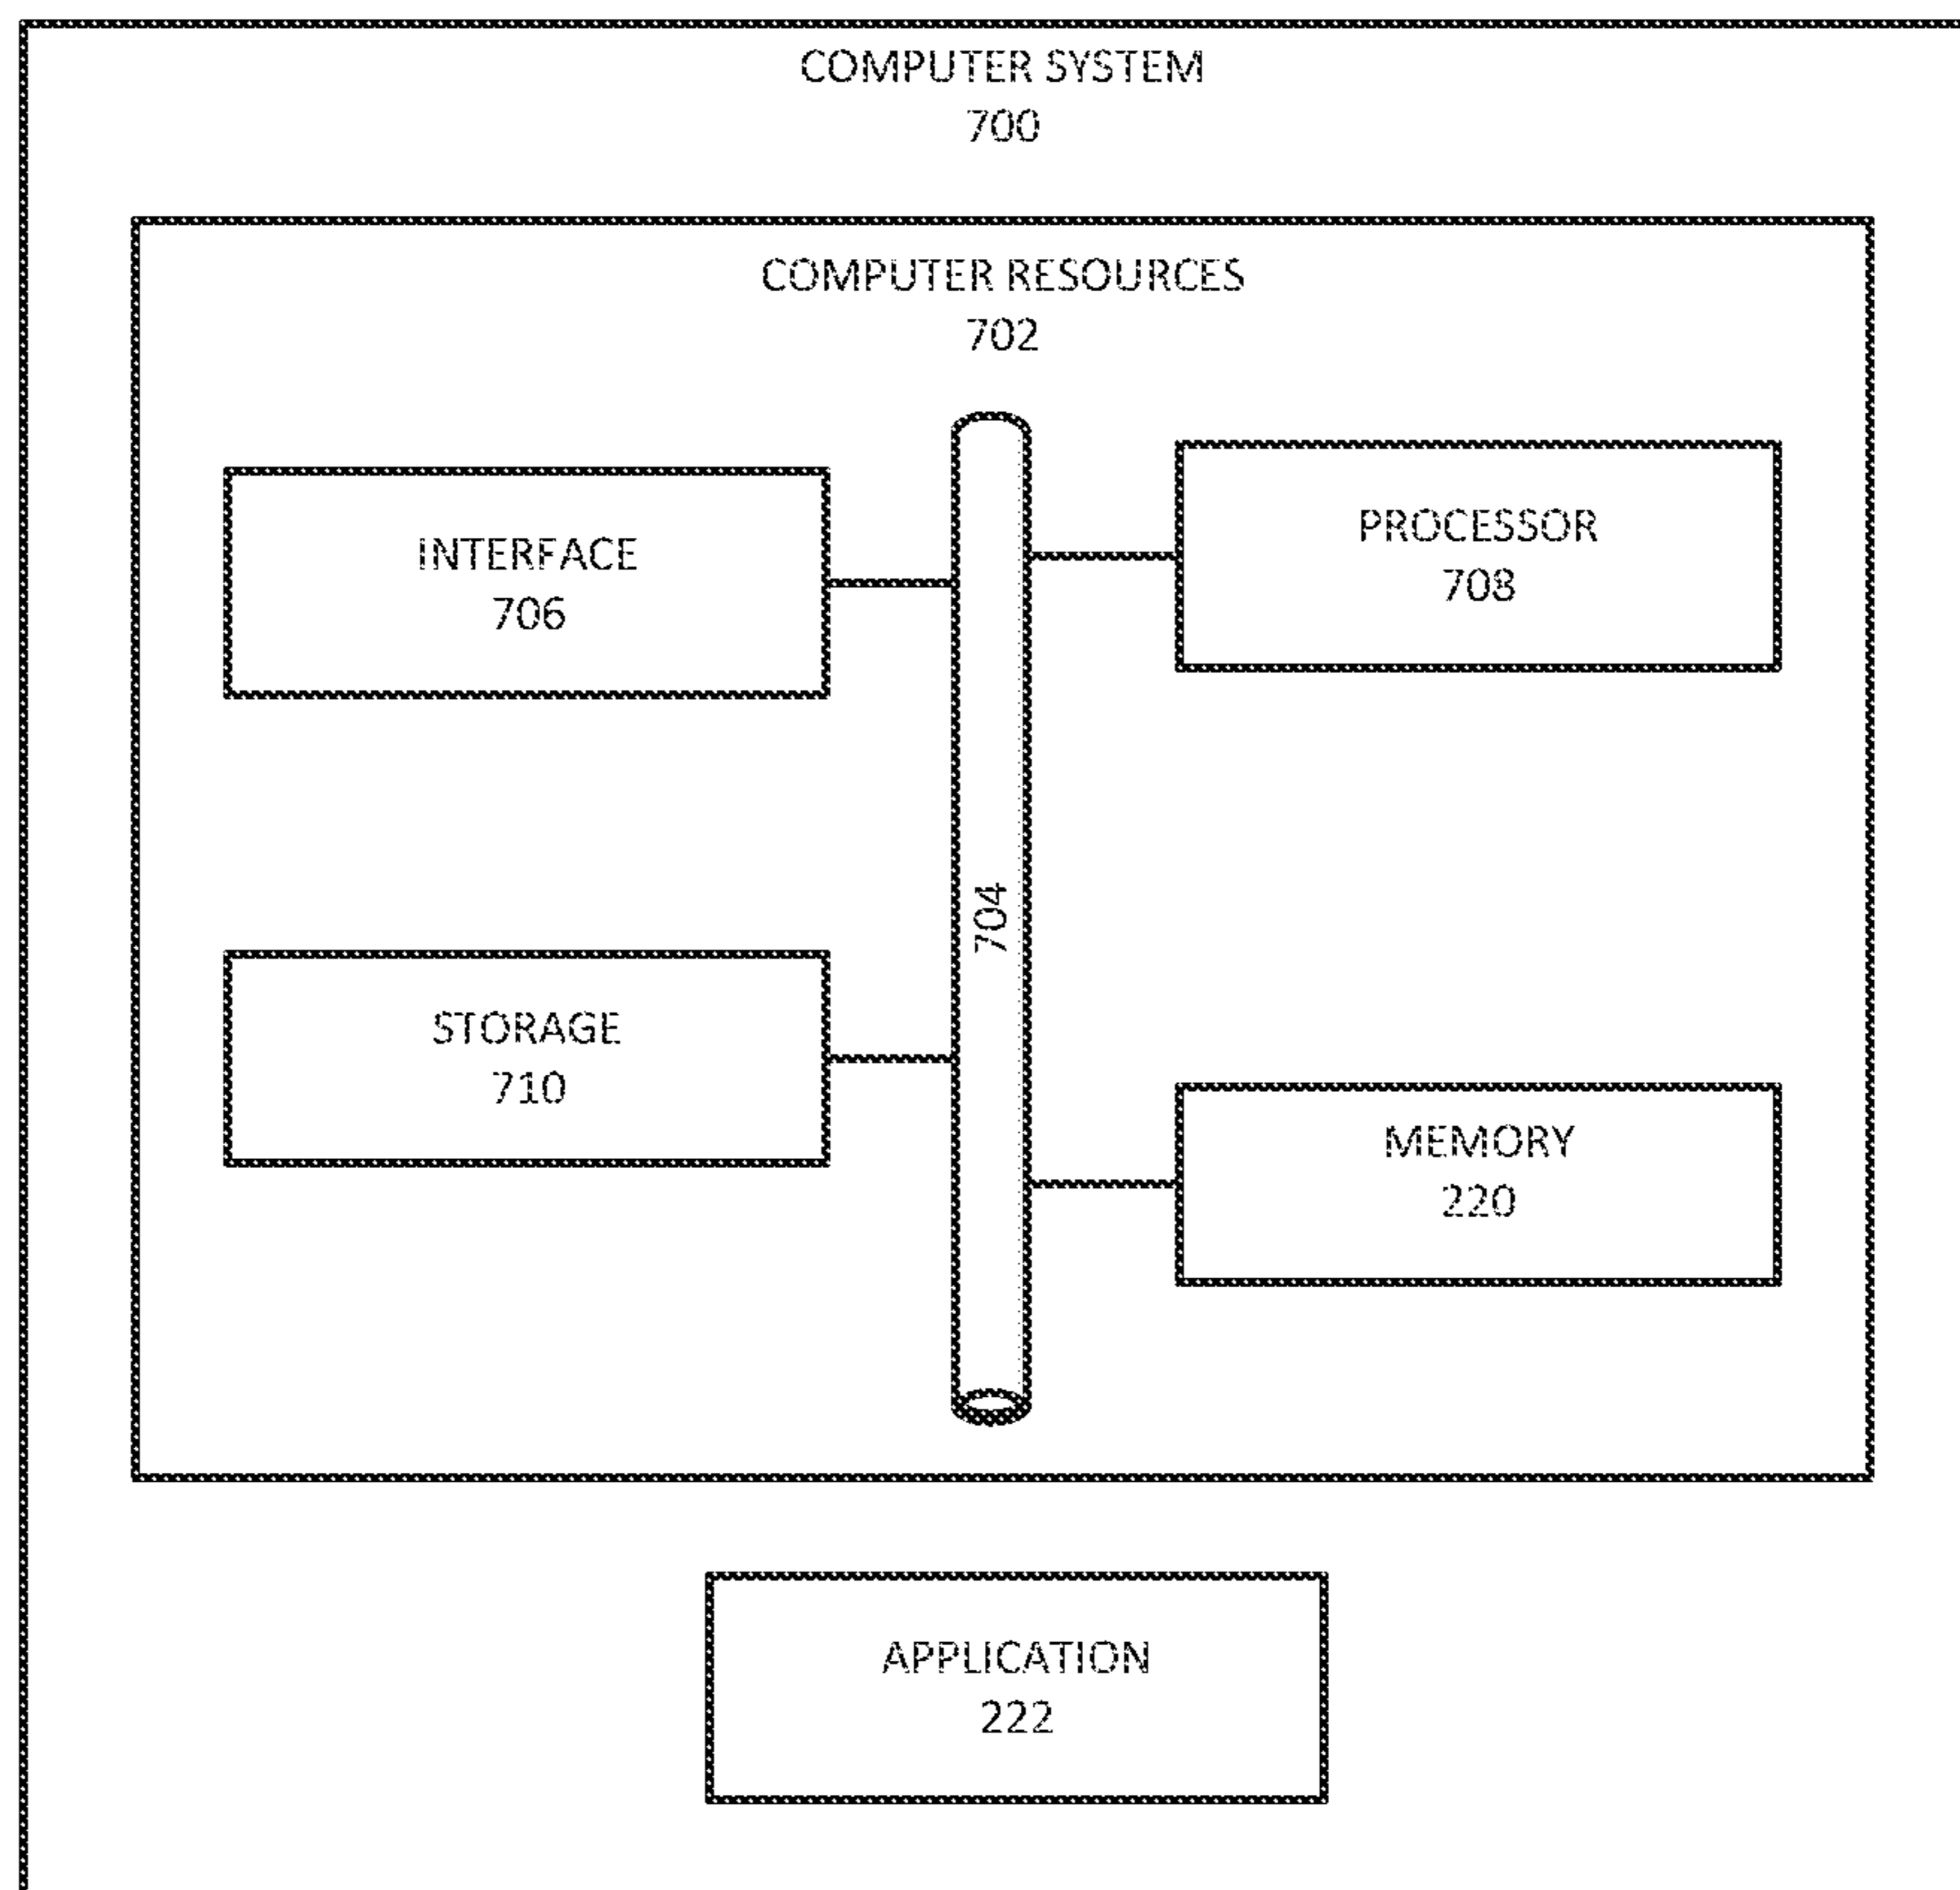 COMPUTER SYSTEM
700
COMPUTER RESOURCES
702
INTERFACE
706
PROCESSOR
708
704
STORAGE
710
MEMORY
220
APPLICATION
222